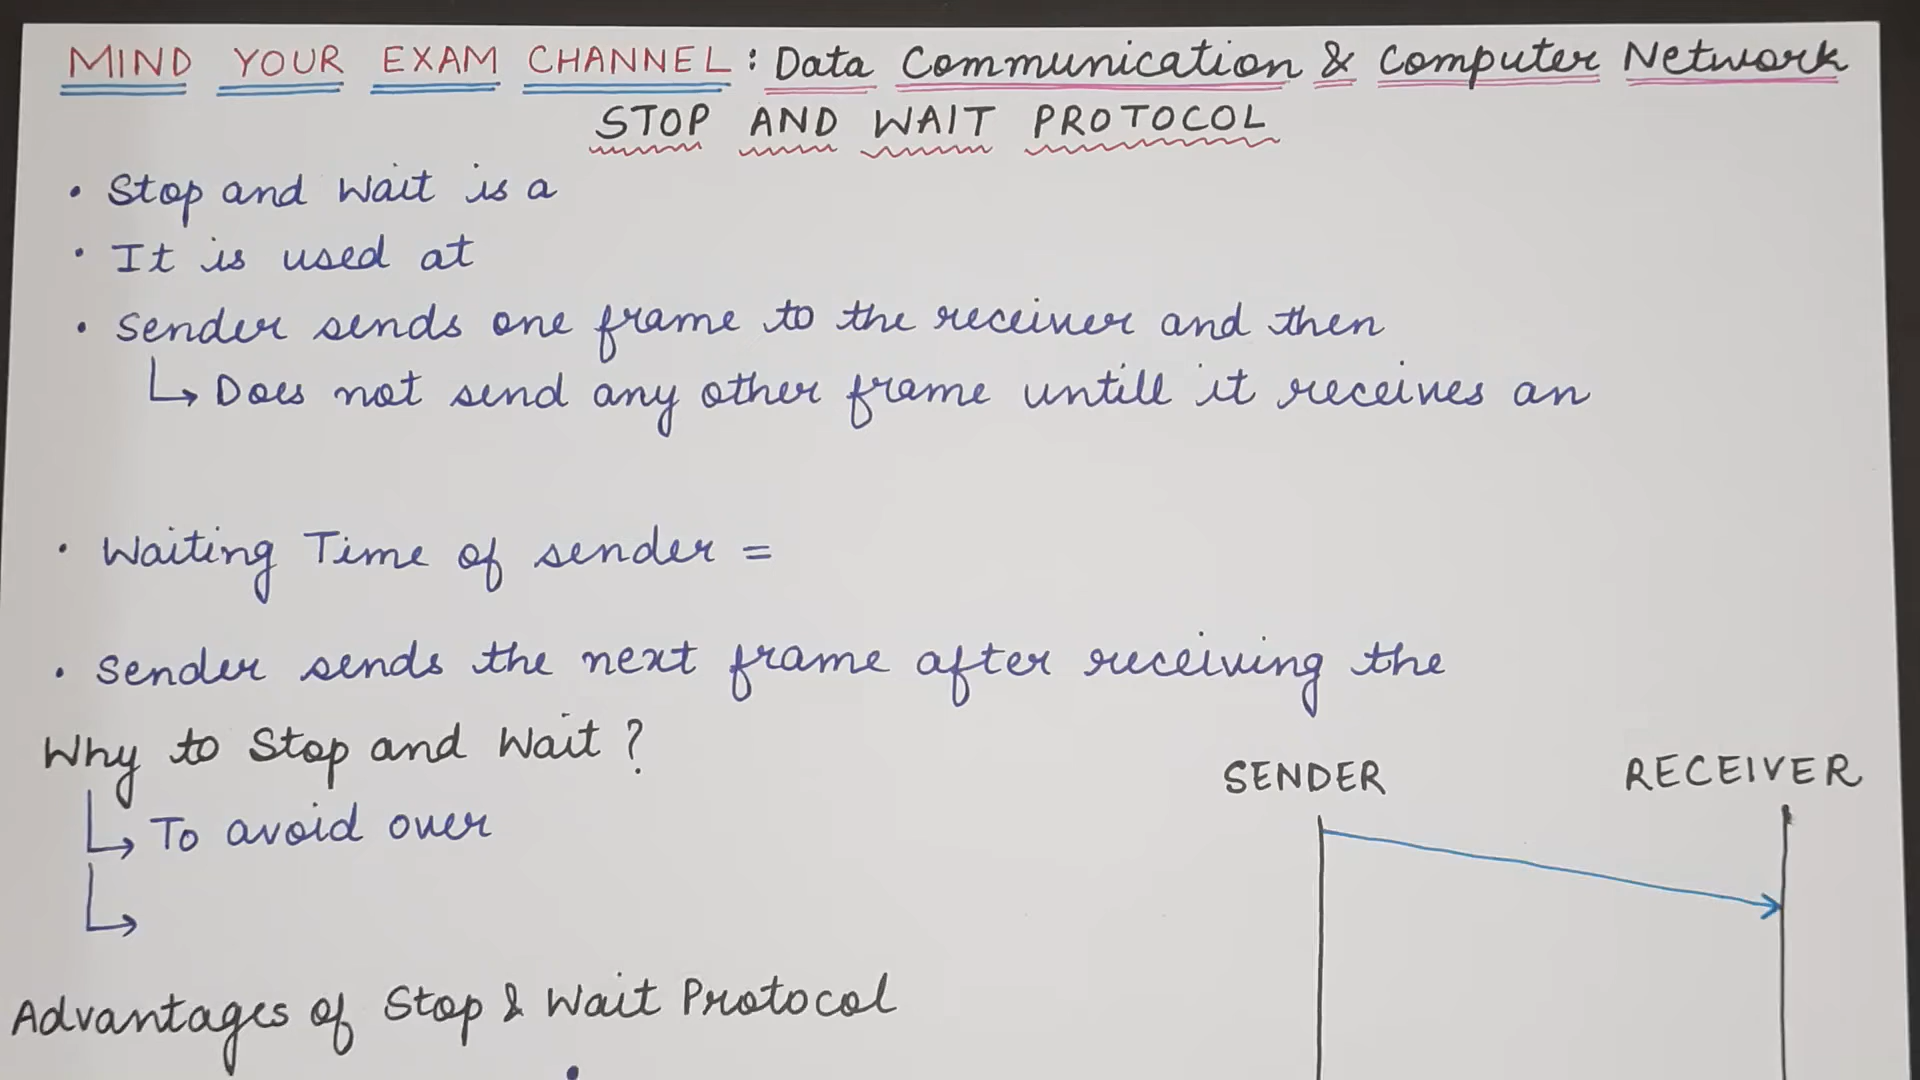 MIND YOUR EXAM CHANNEL: Data Communication & Computer Network
STOP AND WAIT PROTOCOL
• Stop and Wait is a
• It is used at
• Sender sends one frame to the receiver and then
↳ Does not send any other frame untill it receives an
• Waiting Time of sender =
• Sender sends the next frame after receiving the
Why to Stop and Wait?
↳ To avoid over
↳
Advantages of Stop & Wait Protocol
SENDER
RECEIVER